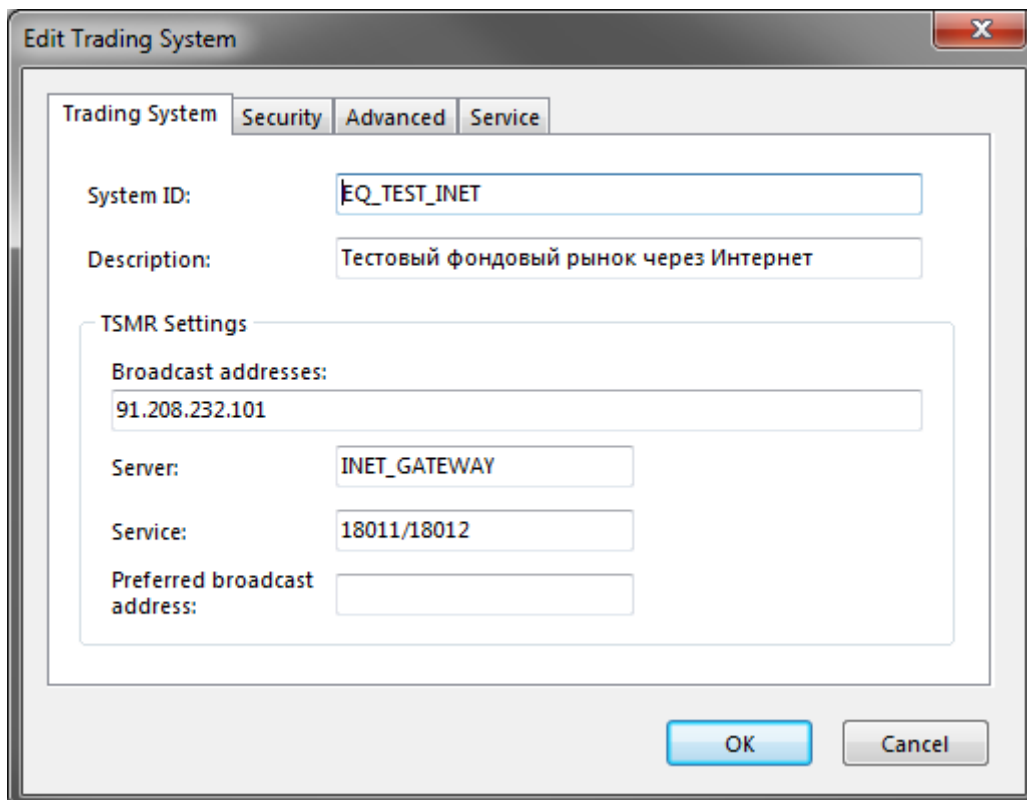 Edit Trading System
Trading System Security Advanced Service
System ID: EQ_TEST_INET
Description: Тестовый фондовый рынок через Интернет
TSMR Settings
Broadcast addresses:
91.208.232.101
Server: INET_GATEWAY
Service: 18011/18012
Preferred broadcast
address:
OK Cancel